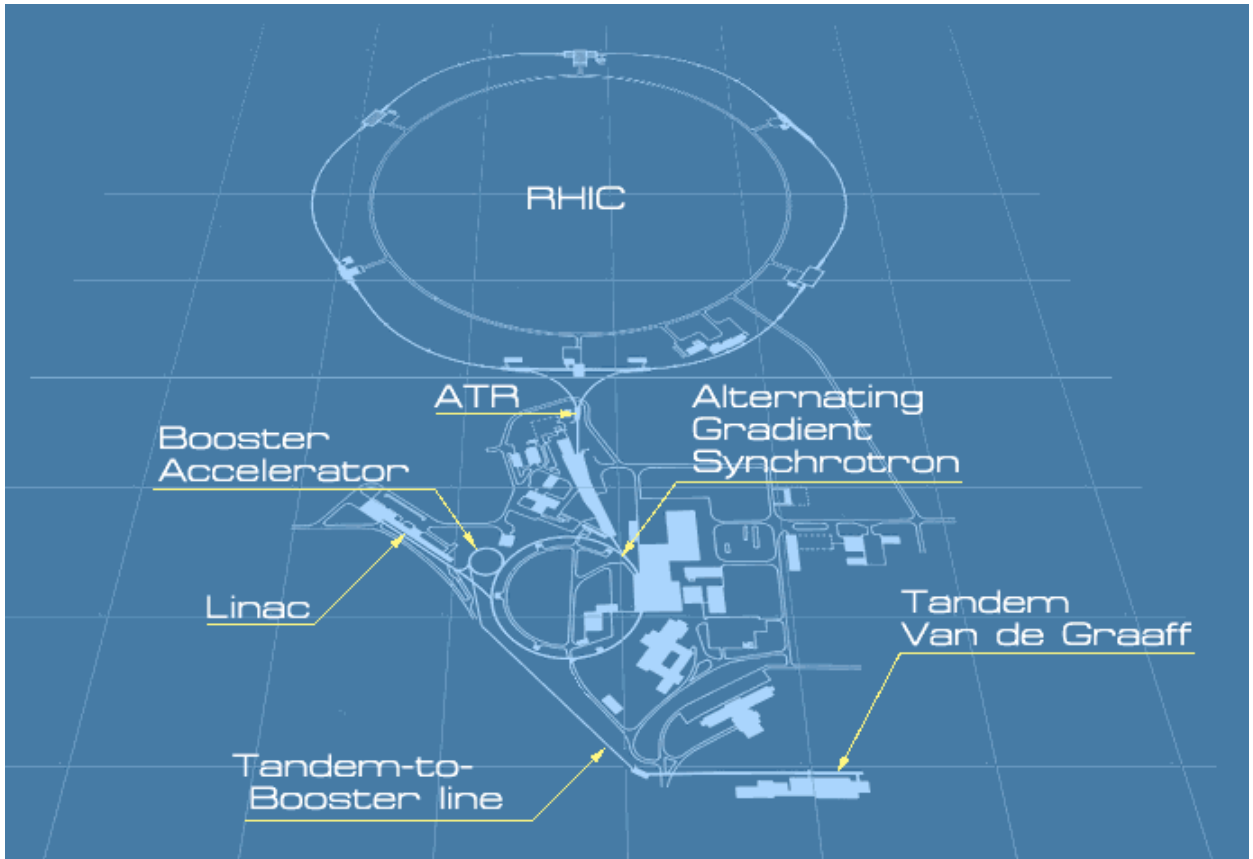 RHIC
ATR
Alternating
Gradient
Synchrotron
Booster
Accelerator
Linac
Tandem
Van de Graaff
Tandem-to-
Booster line